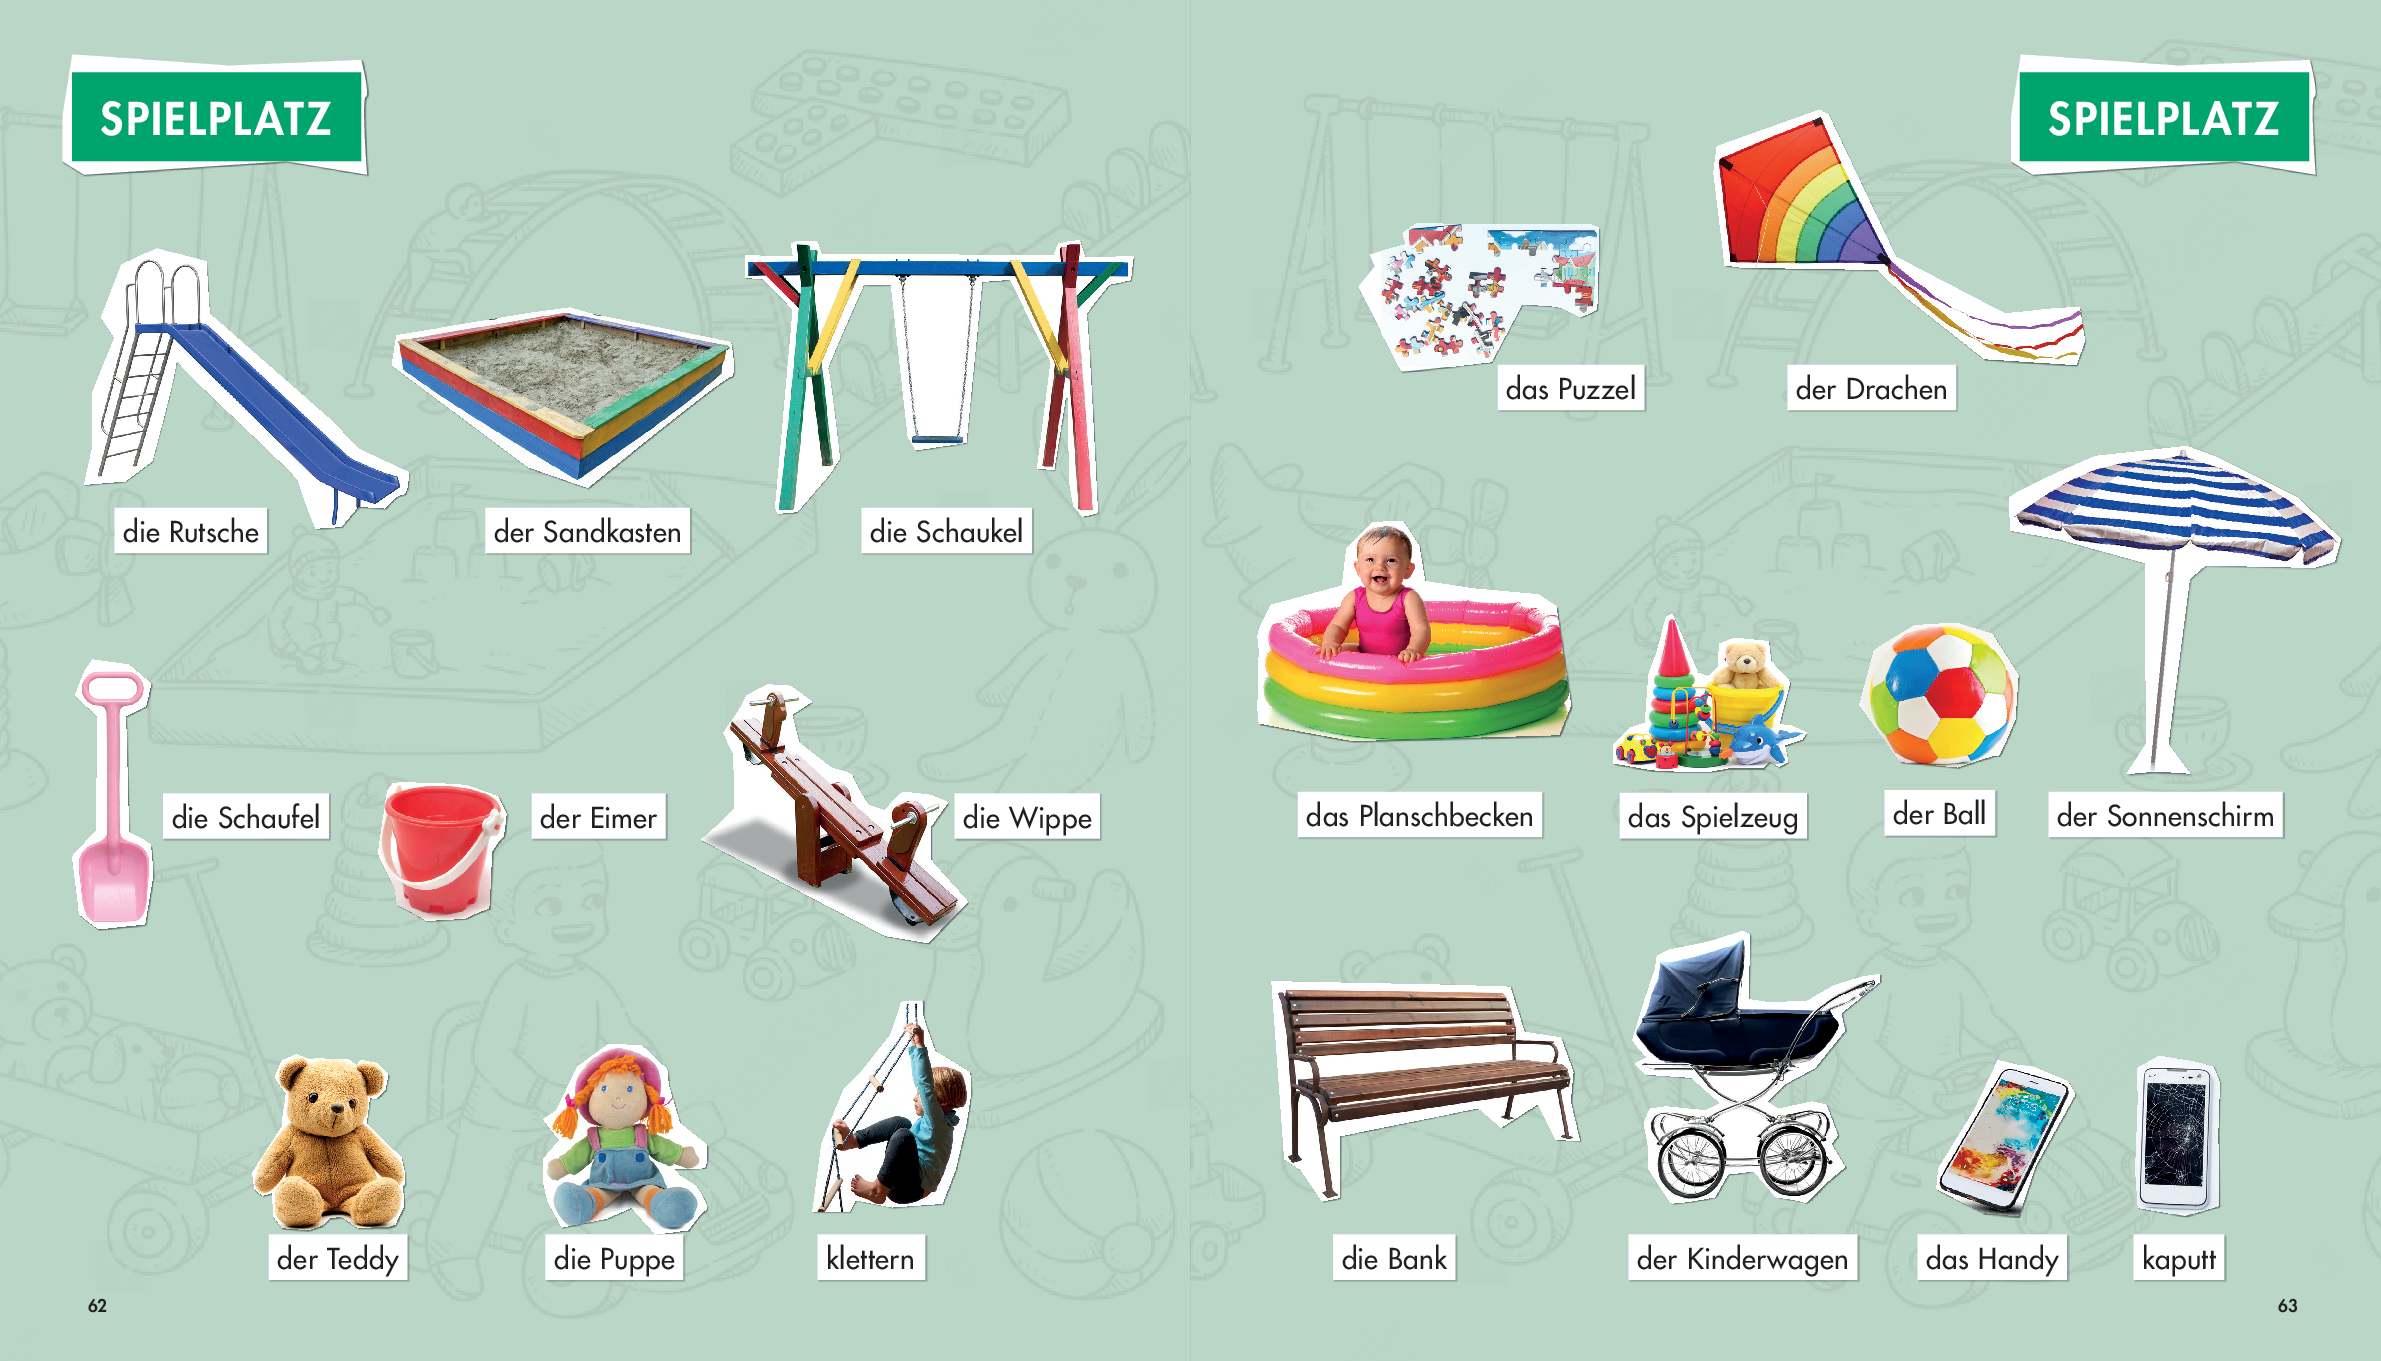 SPIELPLATZ
die Rutsche
der Sandkasten
die Schaukel
die Schaufel
der Eimer
die Wippe
der Teddy
die Puppe
klettern
62
SPIELPLATZ
das Puzzel
der Drachen
das Planschbecken
das Spielzeug
der Ball
der Sonnenschirm
die Bank
der Kinderwagen
das Handy
kaputt
63